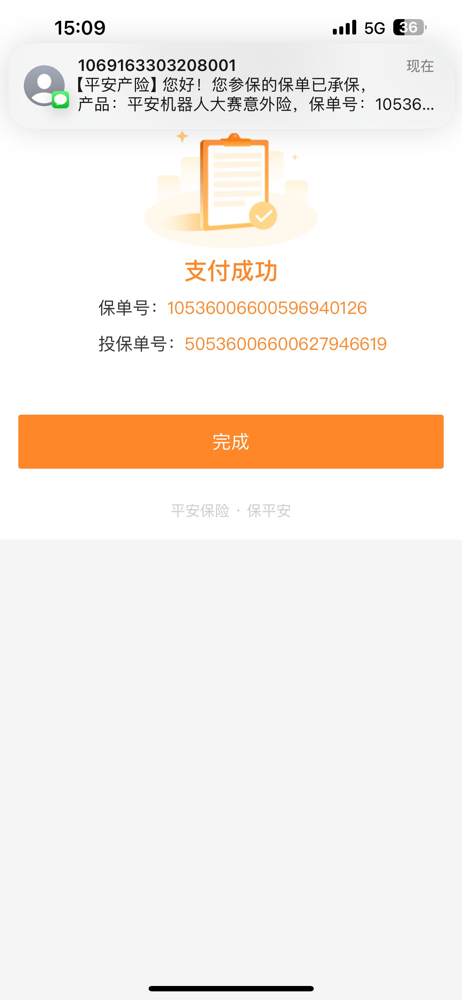 15:09
5G 36
1069163303208001 现在
【平安产险】您好！您参保的保单已承保，
产品：平安机器人大赛意外险，保单号：10536...
支付成功
保单号：10536006600596940126
投保单号：50536006600627946619
完成
平安保险 · 保平安